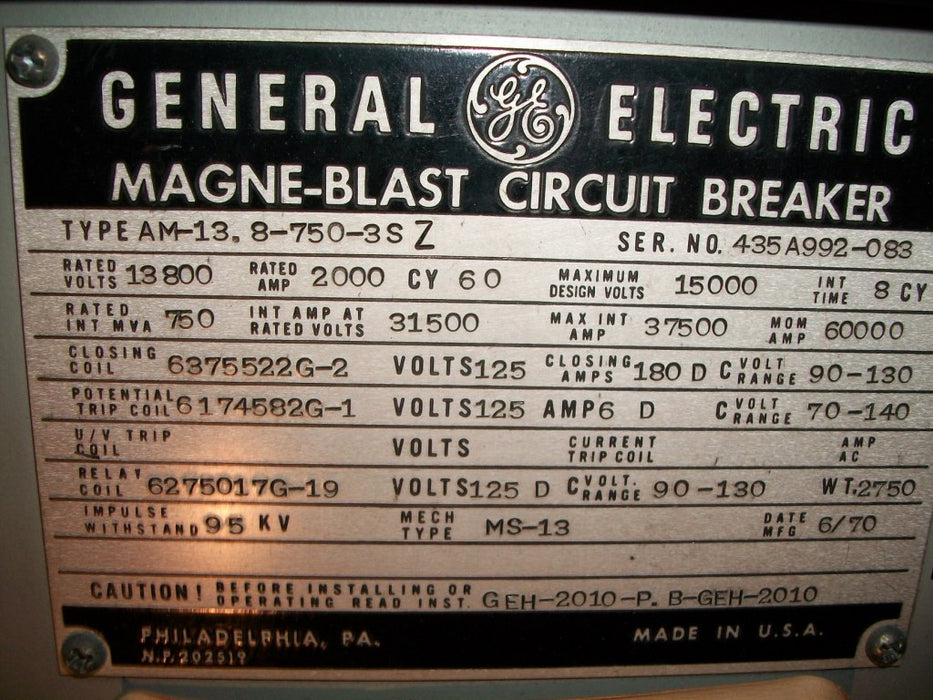 GENERAL GE ELECTRIC
MAGNE-BLAST CIRCUIT BREAKER
TYPE AM-13.8-750-3S Z SER. NO. 435A992-083
RATED VOLTS 13800 RATED AMP 2000 CY 60 MAXIMUM DESIGN VOLTS 15000 INT TIME 8 CY
RATED INT MVA 750 INT AMP AT RATED VOLTS 31500 MAX INT AMP 37500 MOM AMP 60000
CLOSING COIL 6375522G-2 VOLTS 125 CLOSING AMPS 180 D C VOLT RANGE 90-130
POTENTIAL TRIP COIL 6174582G-1 VOLTS 125 AMP 6 D C VOLT RANGE 70-140
U/V TRIP COIL VOLTS CURRENT TRIP COIL AMP AC
RELAY COIL 6275017G-19 VOLTS 125 D C VOLT. RANGE 90-130 WT. 2750
IMPULSE WITHSTAND 95 KV MECH TYPE MS-13 DATE MFG 6/70
CAUTION! BEFORE INSTALLING OR OPERATING READ INST. GEH-2010-P. B-GEH-2010
PHILADELPHIA, PA. MADE IN U.S.A.
N.P. 202519